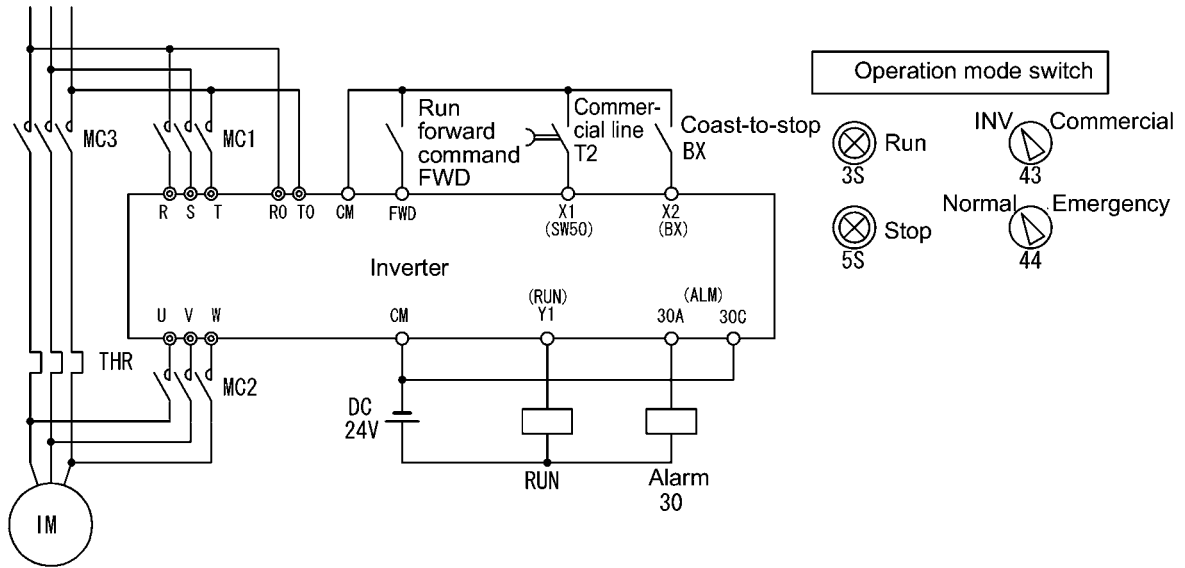 Operation mode switch
MC3
MC1
Run
forward
command
FWD
Commer-
cial line
T2
Coast-to-stop
BX
Run
3S
INV
Commercial
43
Stop
5S
Normal
Emergency
44
R
S
T
R0
T0
CM
FWD
X1
(SW50)
X2
(BX)
Inverter
U
V
W
CM
(RUN)
Y1
(ALM)
30A
30C
THR
MC2
DC
24V
RUN
Alarm
30
IM